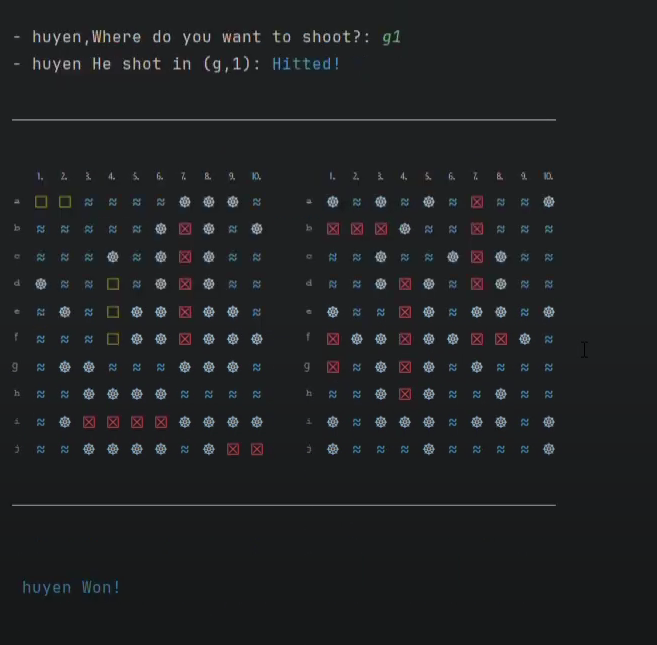 - huyen,Where do you want to shoot?: g1
- huyen He shot in (g,1): Hitted!
1. 2. 3. 4. 5. 6. 7. 8. 9. 10. 1. 2. 3. 4. 5. 6. 7. 8. 9. 10.
a ≈ ≈ ≈ ≈ ≈ a ≈ ≈ ≈ ≈
b ≈ ≈ ≈ ≈ ≈ ≈ b ≈ ≈ ≈ ≈ ≈
c ≈ ≈ ≈ ≈ ≈ ≈ c ≈ ≈ ≈ ≈ ≈ ≈
d ≈ ≈ ≈ ≈ ≈ d ≈ ≈ ≈ ≈ ≈
e ≈ ≈ ≈ e ≈ ≈ ≈
f ≈ ≈ ≈ f ≈
g ≈ ≈ ≈ ≈ ≈ g ≈ ≈ ≈ ≈ ≈
h ≈ ≈ ≈ ≈ ≈ ≈ h ≈ ≈ ≈ ≈ ≈ ≈
i ≈ i ≈ ≈ ≈ ≈
j ≈ ≈ ≈ j ≈ ≈ ≈ ≈ ≈ ≈ ≈
huyen Won!